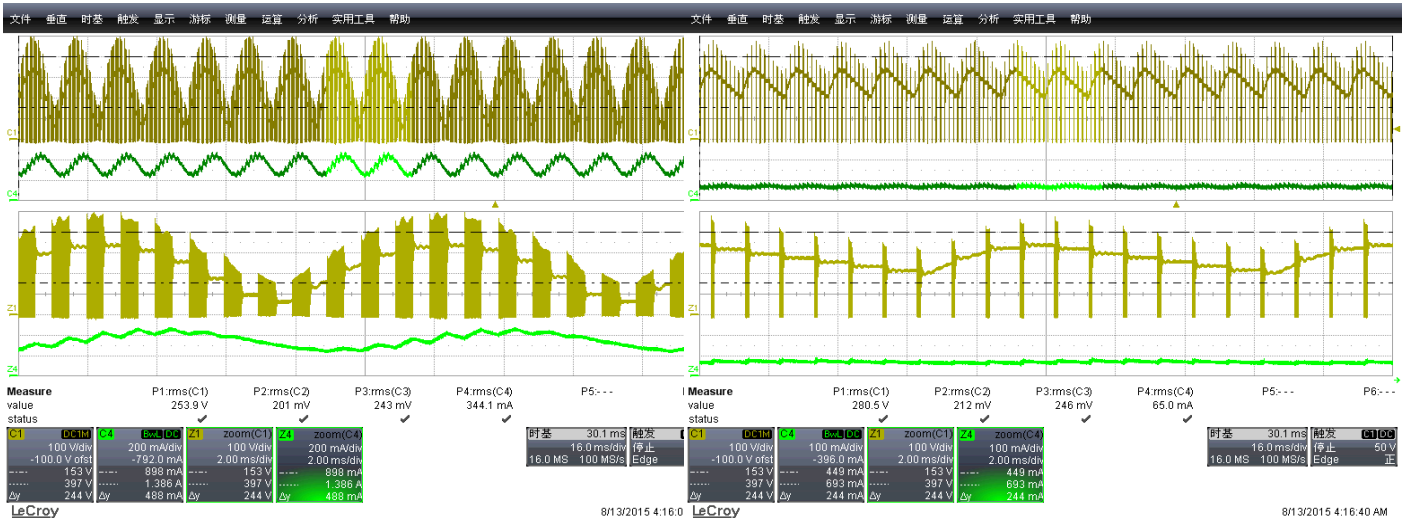 文件 垂直 时基 触发 显示 游标 测量 运算 分析 实用工具 帮助
C1
C4
Z1
Z4
Measure P1:rms(C1) P2:rms(C2) P3:rms(C3) P4:rms(C4) P5:- - -
value 253.9 V 201 mV 243 mV 344.1 mA
status
C1 DC1M
100 V/div
-100.0 V ofst
153 V
397 V
Δy 244 V
C4 BwL DC
200 mA/div
-792.0 mA
898 mA
1.386 A
Δy 488 mA
Z1 zoom(C1)
100 V/div
2.00 ms/div
153 V
397 V
Δy 244 V
Z4 zoom(C4)
200 mA/div
2.00 ms/div
898 mA
1.386 A
Δy 488 mA
时基 30.1 ms
16.0 ms/div
16.0 MS 100 MS/s
触发
停止
Edge
LeCroy
8/13/2015 4:16:0
文件 垂直 时基 触发 显示 游标 测量 运算 分析 实用工具 帮助
C1
C4
Z1
Z4
Measure P1:rms(C1) P2:rms(C2) P3:rms(C3) P4:rms(C4) P5:- - - P6:- - -
value 280.5 V 212 mV 246 mV 65.0 mA
status
C1 DC1M
100 V/div
-100.0 V ofst
153 V
397 V
Δy 244 V
C4 BwL DC
100 mA/div
-396.0 mA
449 mA
693 mA
Δy 244 mA
Z1 zoom(C1)
100 V/div
2.00 ms/div
153 V
397 V
Δy 244 V
Z4 zoom(C4)
100 mA/div
2.00 ms/div
449 mA
693 mA
Δy 244 mA
时基 30.1 ms
16.0 ms/div
16.0 MS 100 MS/s
触发 C1 DC
停止 50 V
Edge 正
LeCroy
8/13/2015 4:16:40 AM